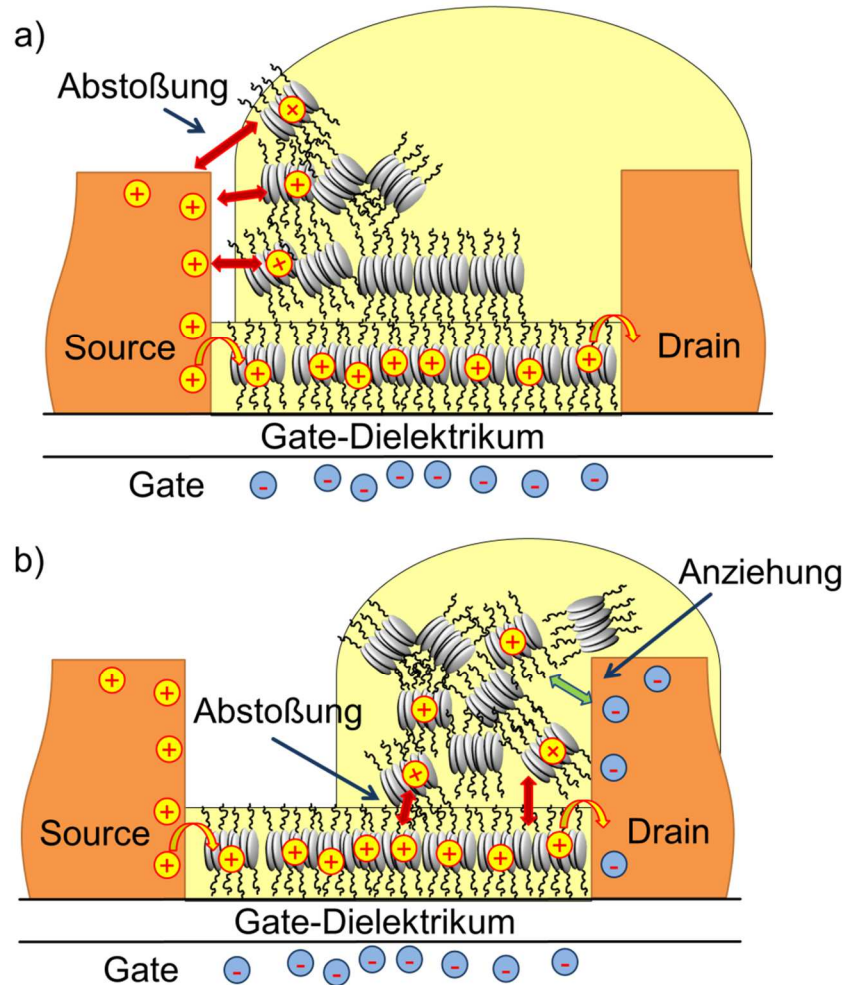 a)
Abstoßung
+ + + + + + + + + + + + + + + +
Source
Drain
Gate-Dielektrikum
Gate
- - - - - - - -
b)
Anziehung
Abstoßung
+ + + + + + + + + + + + + + + + +
- - - -
Source
Drain
Gate-Dielektrikum
Gate
- - - - - - - -